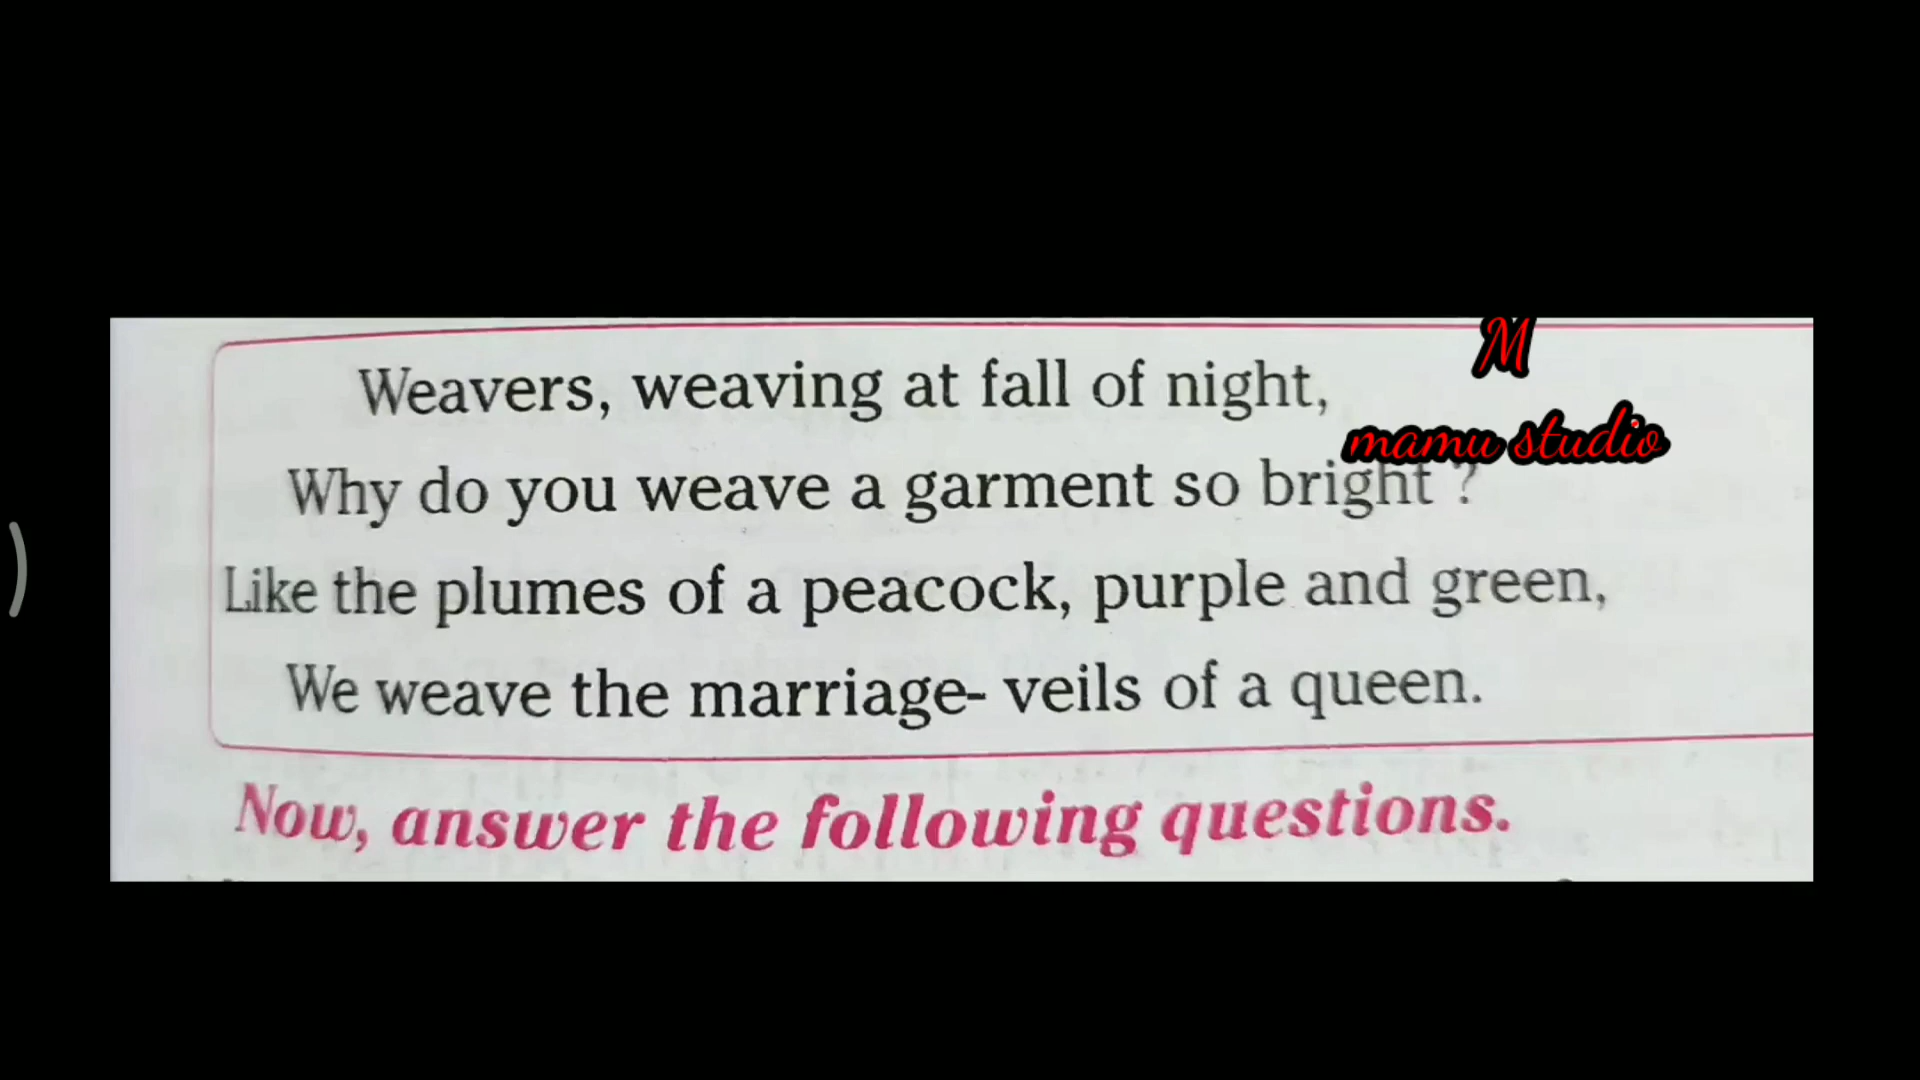 M
Weavers, weaving at fall of night,
mamu studio
Why do you weave a garment so bright ?
Like the plumes of a peacock, purple and green,
We weave the marriage- veils of a queen.
Now, answer the following questions.